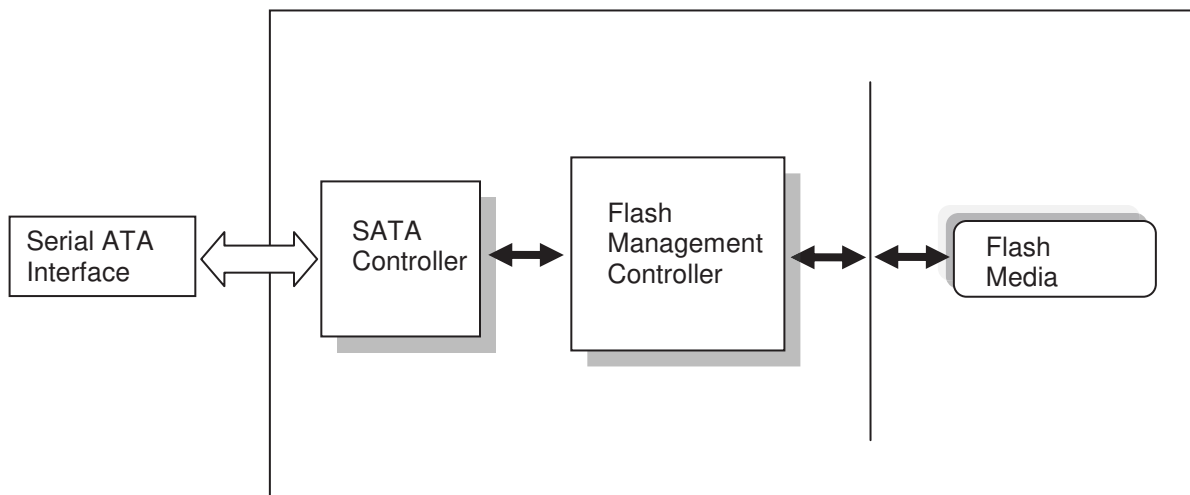 Serial ATA
Interface
SATA
Controller
Flash
Management
Controller
Flash
Media